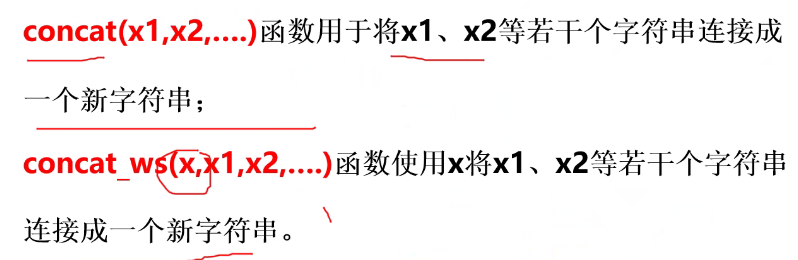 concat(x1,x2,....)函数用于将x1、x2等若干个字符串连接成
一个新字符串；
concat_ws(x,x1,x2,....)函数使用x将x1、x2等若干个字符串
连接成一个新字符串。